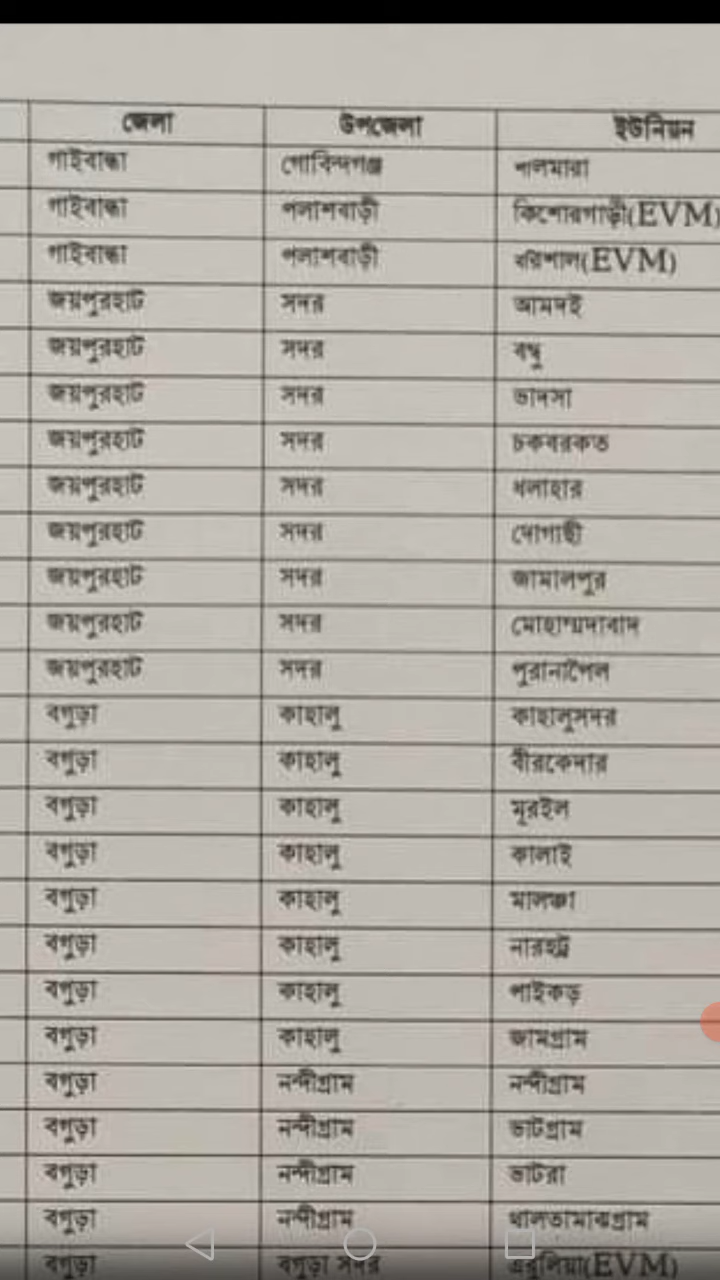 জেলা উপজেলা ইউনিয়ন
গাইবান্ধা গোবিন্দগঞ্জ শালমারা
গাইবান্ধা পলাশবাড়ী কিশোরগাড়ী(EVM)
গাইবান্ধা পলাশবাড়ী বরিশাল(EVM)
জয়পুরহাট সদর আমদই
জয়পুরহাট সদর বম্বু
জয়পুরহাট সদর ভাদসা
জয়পুরহাট সদর চকবরকত
জয়পুরহাট সদর ধলাহার
জয়পুরহাট সদর দোগাছী
জয়পুরহাট সদর জামালপুর
জয়পুরহাট সদর মোহাম্মদাবাদ
জয়পুরহাট সদর পুরানাপৈল
বগুড়া কাহালু কাহালুসদর
বগুড়া কাহালু বীরকেদার
বগুড়া কাহালু মূরইল
বগুড়া কাহালু কালাই
বগুড়া কাহালু মালঞ্চা
বগুড়া কাহালু নারহট্ট
বগুড়া কাহালু পাইকড়
বগুড়া কাহালু জামগ্রাম
বগুড়া নন্দীগ্রাম নন্দীগ্রাম
বগুড়া নন্দীগ্রাম ভাটগ্রাম
বগুড়া নন্দীগ্রাম ভাটরা
বগুড়া নন্দীগ্রাম থালতামাঝগ্রাম
বগুড়া বগুড়া সদর এরুলিয়া(EVM)